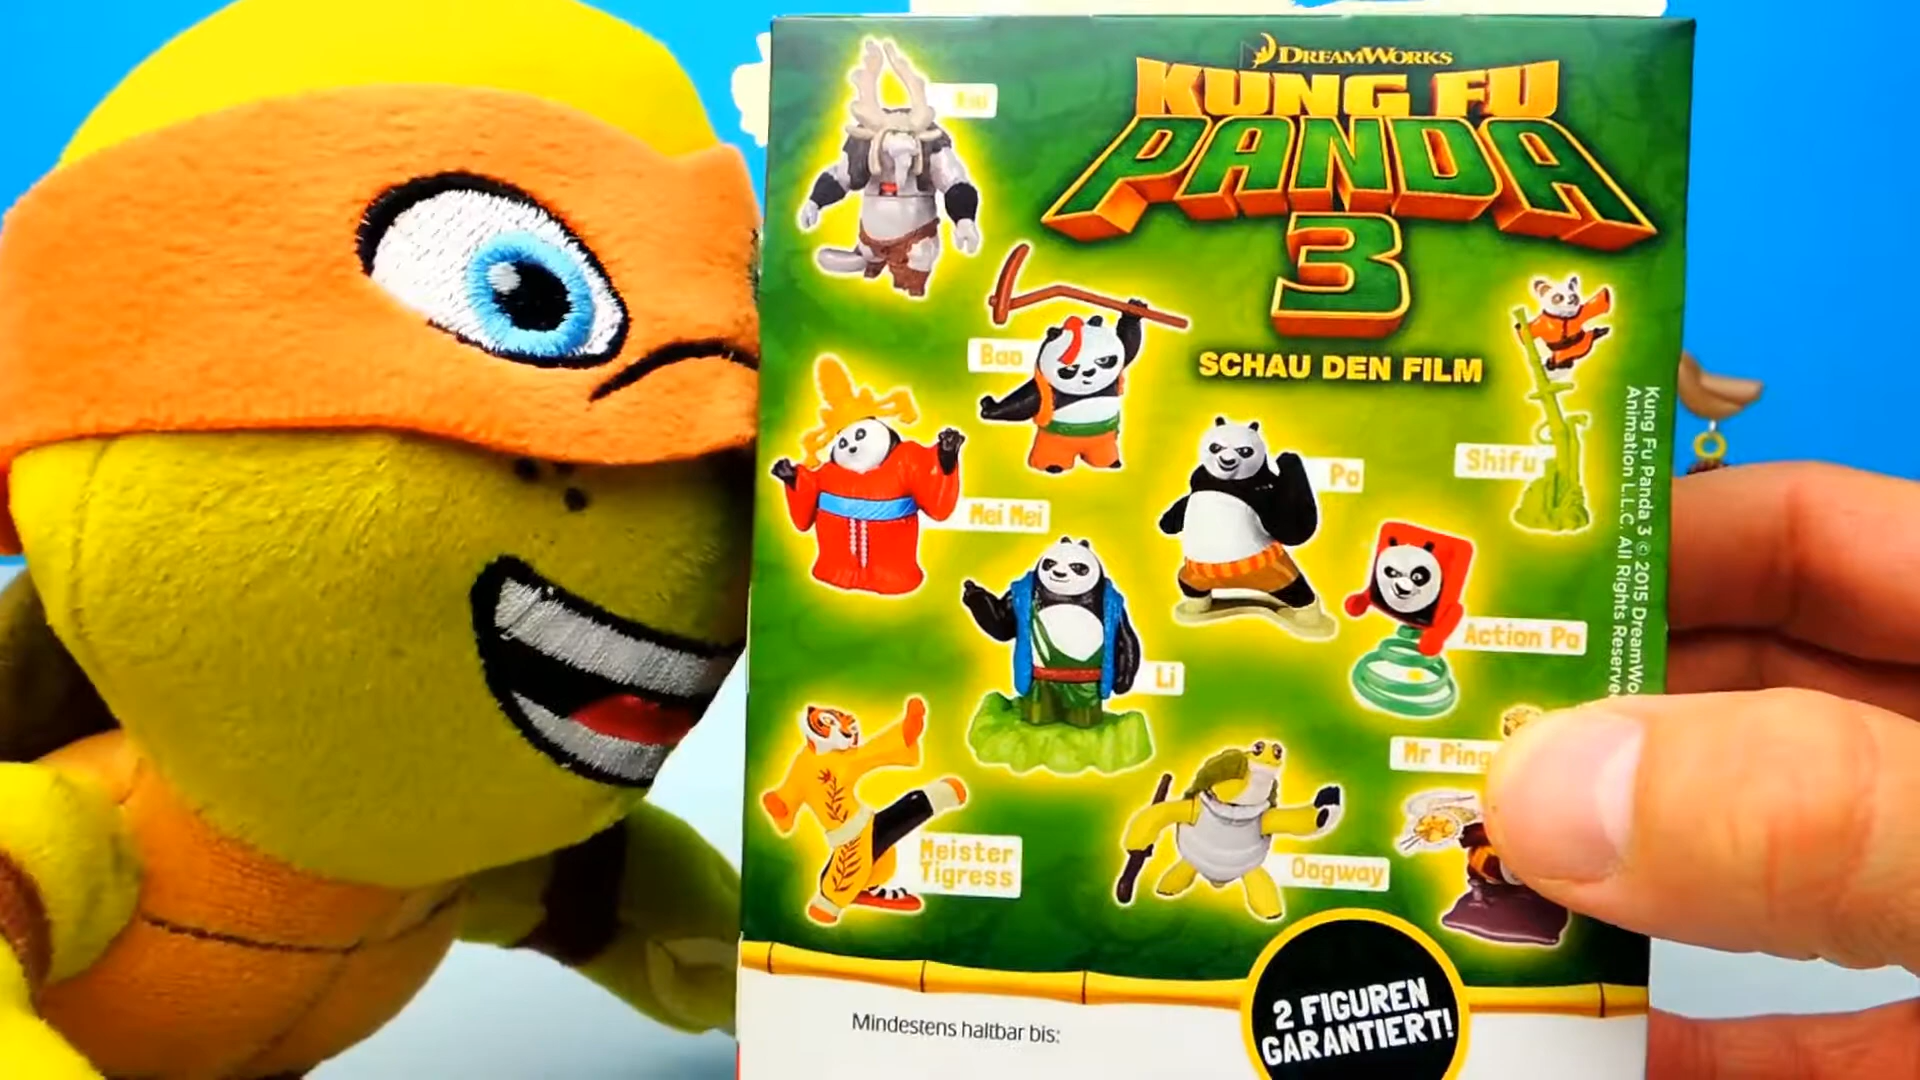 DREAMWORKS
KUNG FU
PANDA
3
SCHAU DEN FILM
Kai
Bao
Mei Mei
Po
Shifu
Action Po
Li
Mr Ping
Meister
Tigress
Oogway
Kung Fu Panda 3 © 2015 DreamWo
Animation L.L.C. All Rights Reserve
2 FIGUREN
GARANTIERT!
Mindestens haltbar bis: